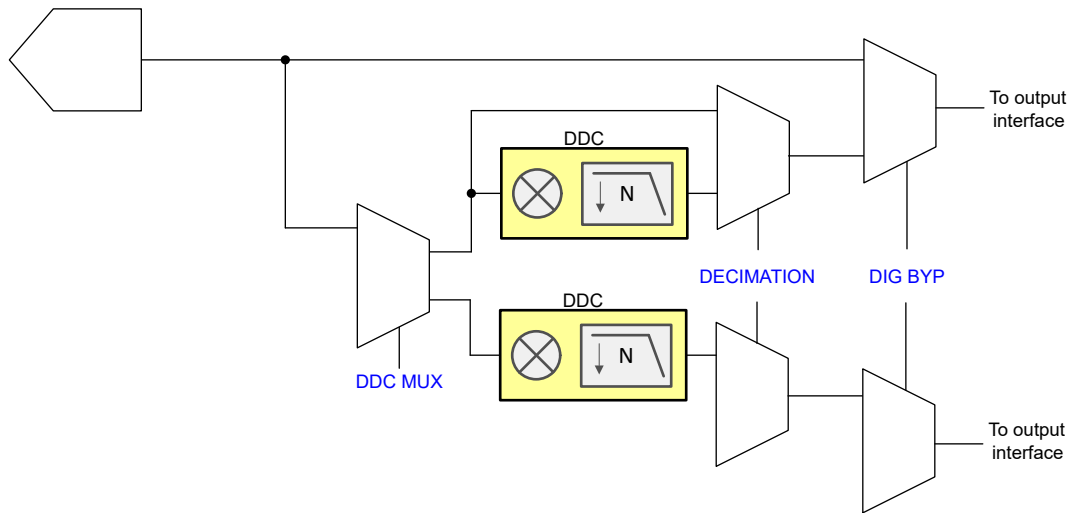 To output
interface
DDC
N
DECIMATION
DIG BYP
DDC
N
DDC MUX
To output
interface